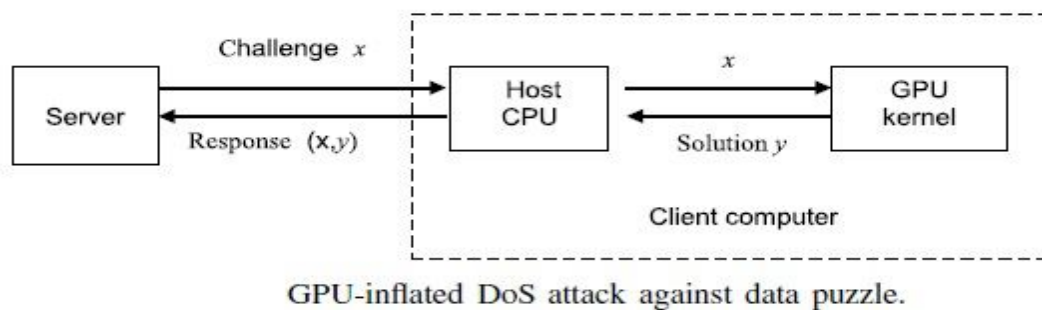 Challenge x
x
Server
Host
CPU
GPU
kernel
Response (x,y)
Solution y
Client computer
GPU-inflated DoS attack against data puzzle.